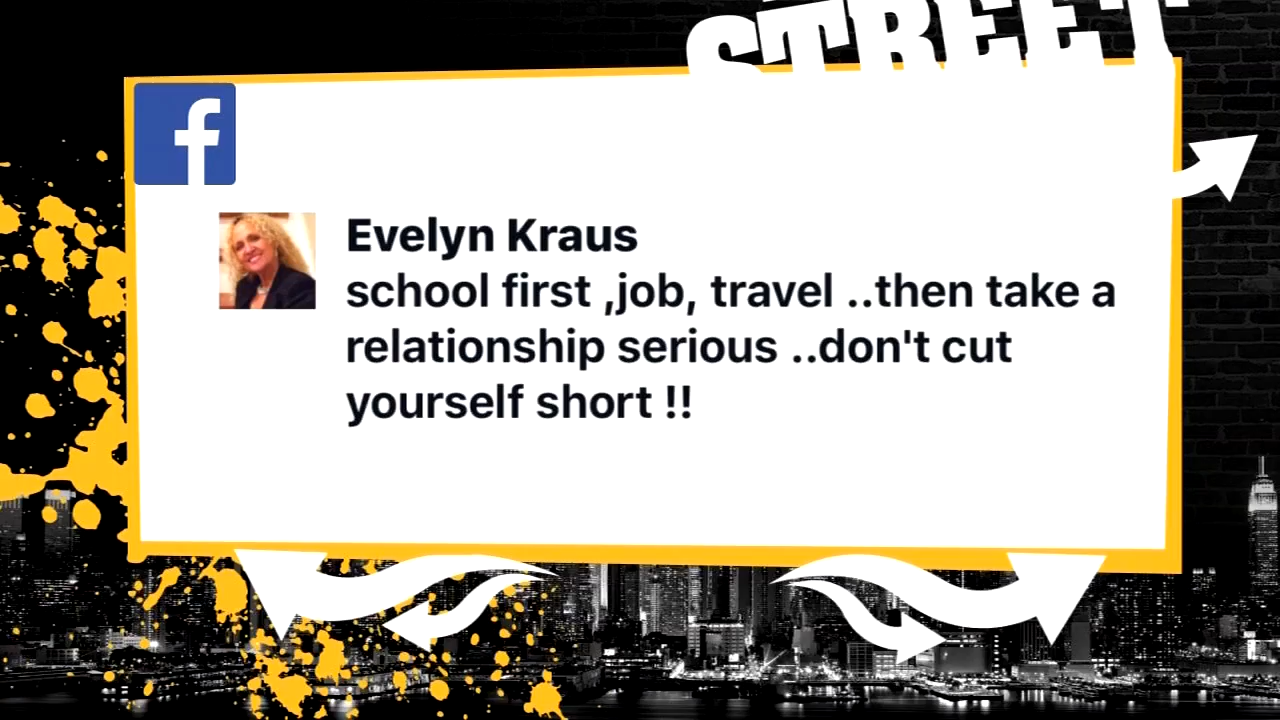 STREET
f
Evelyn Kraus
school first ,job, travel ..then take a
relationship serious ..don't cut
yourself short !!